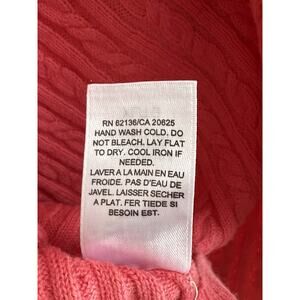 RN 62136/CA 20625
HAND WASH COLD. DO
NOT BLEACH. LAY FLAT
TO DRY. COOL IRON IF
NEEDED.
LAVER A LA MAIN EN EAU
FROIDE. PAS D'EAU DE
JAVEL. LAISSER SECHER
A PLAT. FER TIEDE SI
BESOIN EST.